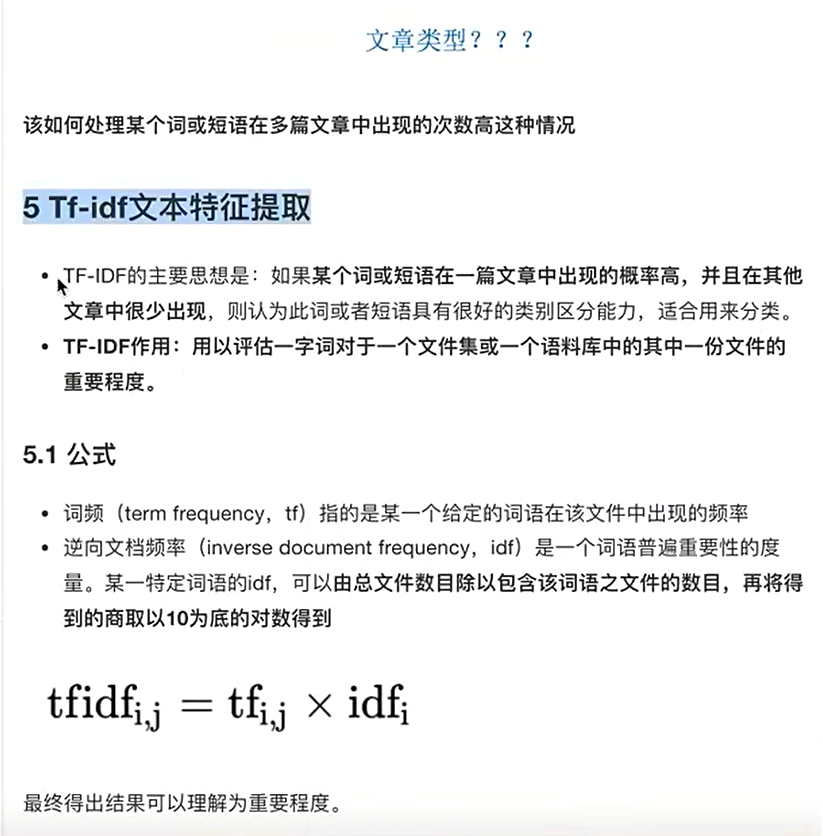 文章类型？？？
该如何处理某个词或短语在多篇文章中出现的次数高这种情况
5 Tf-idf文本特征提取
• TF-IDF的主要思想是：如果某个词或短语在一篇文章中出现的概率高，并且在其他
文章中很少出现，则认为此词或者短语具有很好的类别区分能力，适合用来分类。
• TF-IDF作用：用以评估一字词对于一个文件集或一个语料库中的其中一份文件的
重要程度。
5.1 公式
• 词频（term frequency，tf）指的是某一个给定的词语在该文件中出现的频率
• 逆向文档频率（inverse document frequency，idf）是一个词语普遍重要性的度
量。某一特定词语的idf，可以由总文件数目除以包含该词语之文件的数目，再将得
到的商取以10为底的对数得到
tfidf_{i,j} = tf_{i,j} × idf_i
最终得出结果可以理解为重要程度。